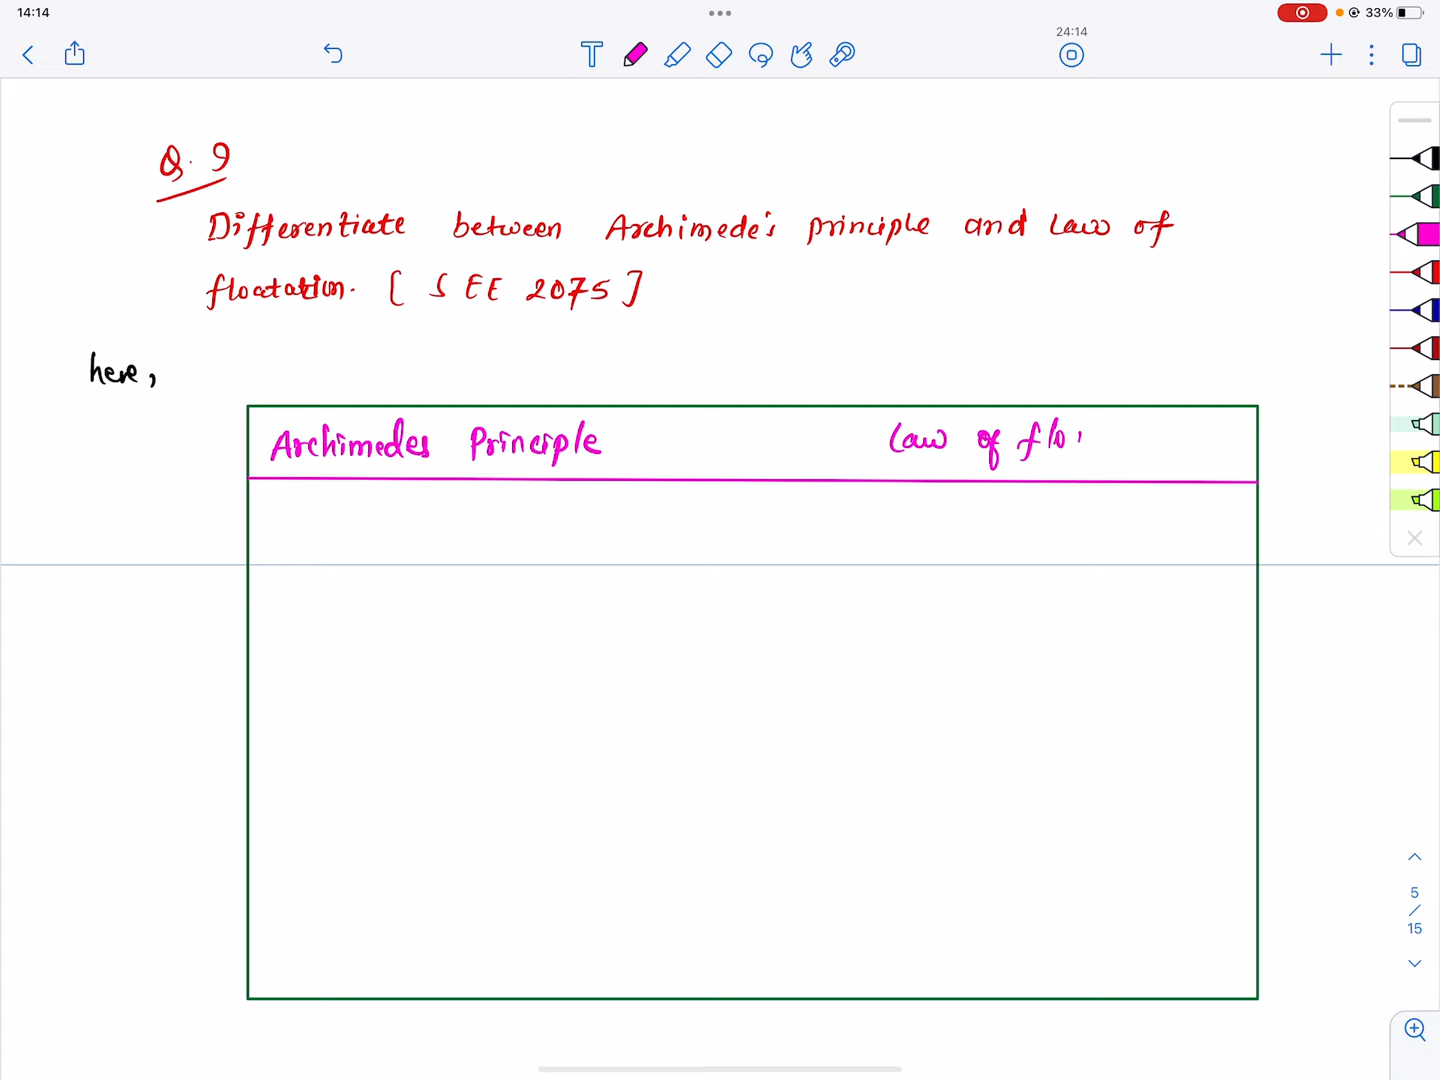 14:14
33%
24:14
Q. 9
Differentiate between Archimede's principle and Law of
floatation. [ SEE 2075 ]
here,
Archimedes Principle Law of flo
5
/
15